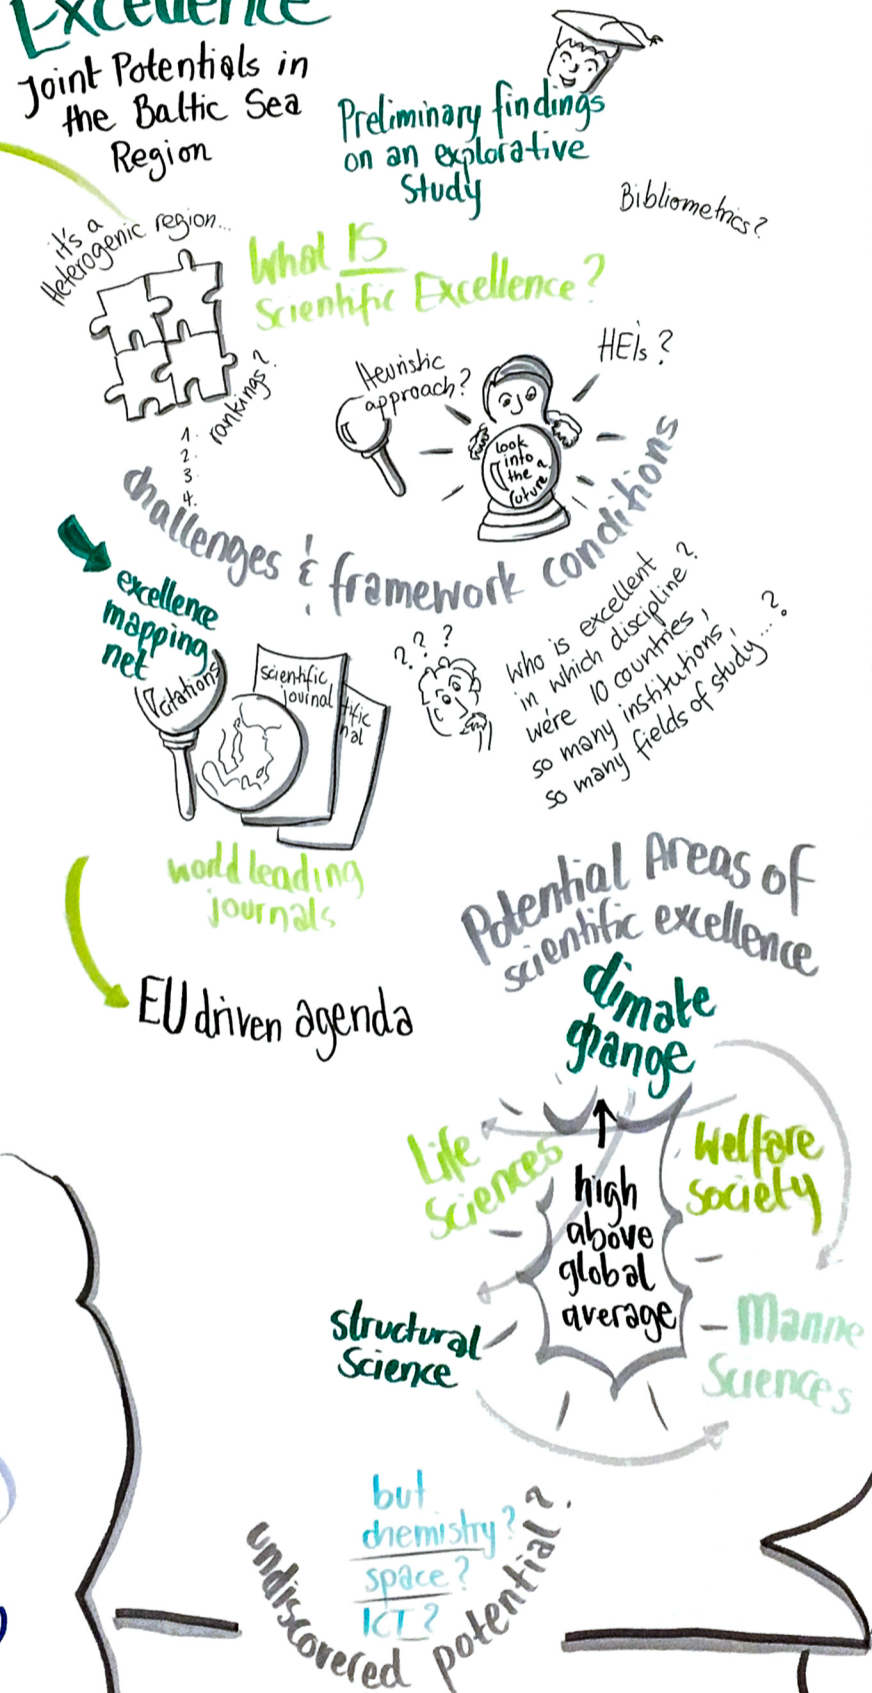 Excellence
Joint Potentials in
the Baltic Sea
Region
Preliminary findings
on an explorative
Study
Bibliometrics?
it's a
Heterogenic region...
What IS
Scientific Excellence?
rankings?
1.
2.
3
4.
Heuristic
approach?
HEIs?
Look
into
the
future
challenges & framework conditions
excellence
mapping
net
citations
scientific
journal
tific
nal
???
who is excellent
in which discipline?
we're 10 countries,
so many institutions,
so many fields of study...?
world leading
journals
EU driven agenda
Potential Areas of
scientific excellence
climate
change
Life
Sciences
Welfare
society
high
above
global
average
structural
Science
Marine
Sciences
but
chemistry?
space?
ICT?
undiscovered potential?